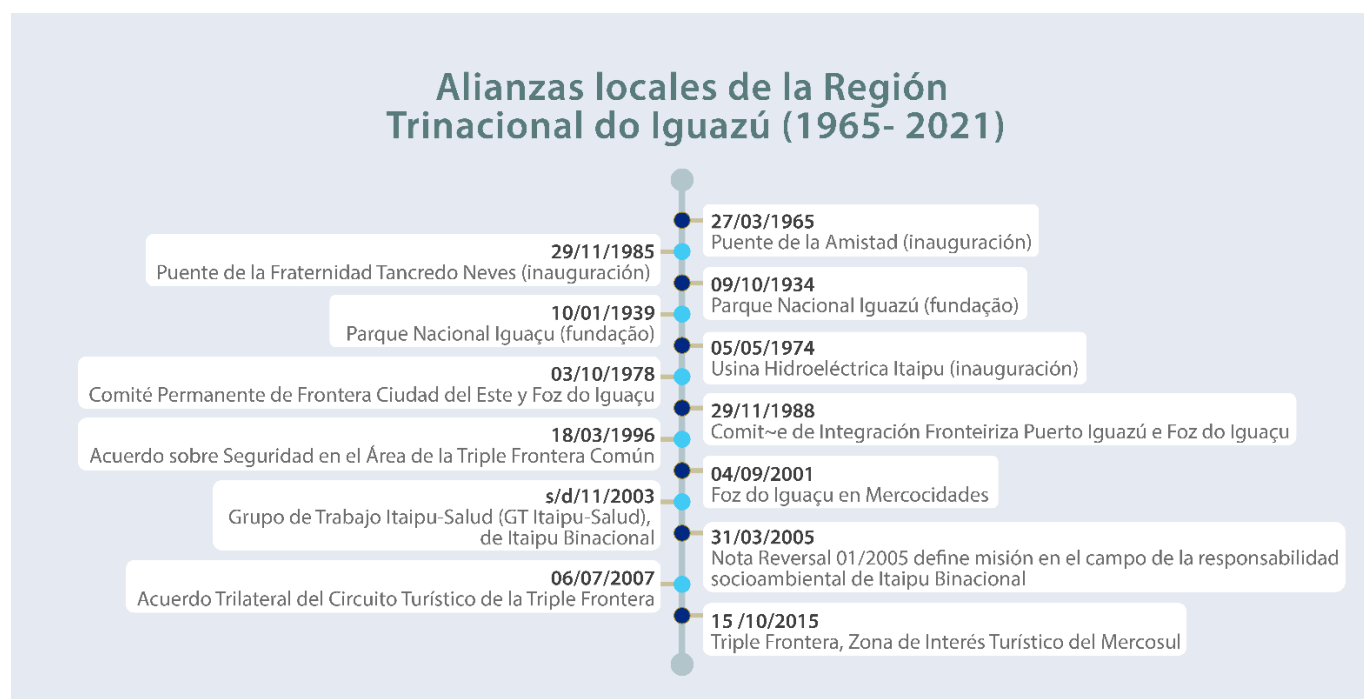 Alianzas locales de la Región
Trinacional do Iguazú (1965- 2021)
27/03/1965
Puente de la Amistad (inauguración)
29/11/1985
Puente de la Fraternidad Tancredo Neves (inauguración)
09/10/1934
Parque Nacional Iguazú (fundação)
10/01/1939
Parque Nacional Iguaçu (fundação)
05/05/1974
Usina Hidroeléctrica Itaipu (inauguración)
03/10/1978
Comité Permanente de Frontera Ciudad del Este y Foz do Iguaçu
29/11/1988
Comit~e de Integración Fronteiriza Puerto Iguazú e Foz do Iguaçu
18/03/1996
Acuerdo sobre Seguridad en el Área de la Triple Frontera Común
04/09/2001
Foz do Iguaçu en Mercocidades
s/d/11/2003
Grupo de Trabajo Itaipu-Salud (GT Itaipu-Salud),
de Itaipu Binacional
31/03/2005
Nota Reversal 01/2005 define misión en el campo de la responsabilidad
socioambiental de Itaipu Binacional
06/07/2007
Acuerdo Trilateral del Circuito Turístico de la Triple Frontera
15 /10/2015
Triple Frontera, Zona de Interés Turístico del Mercosul